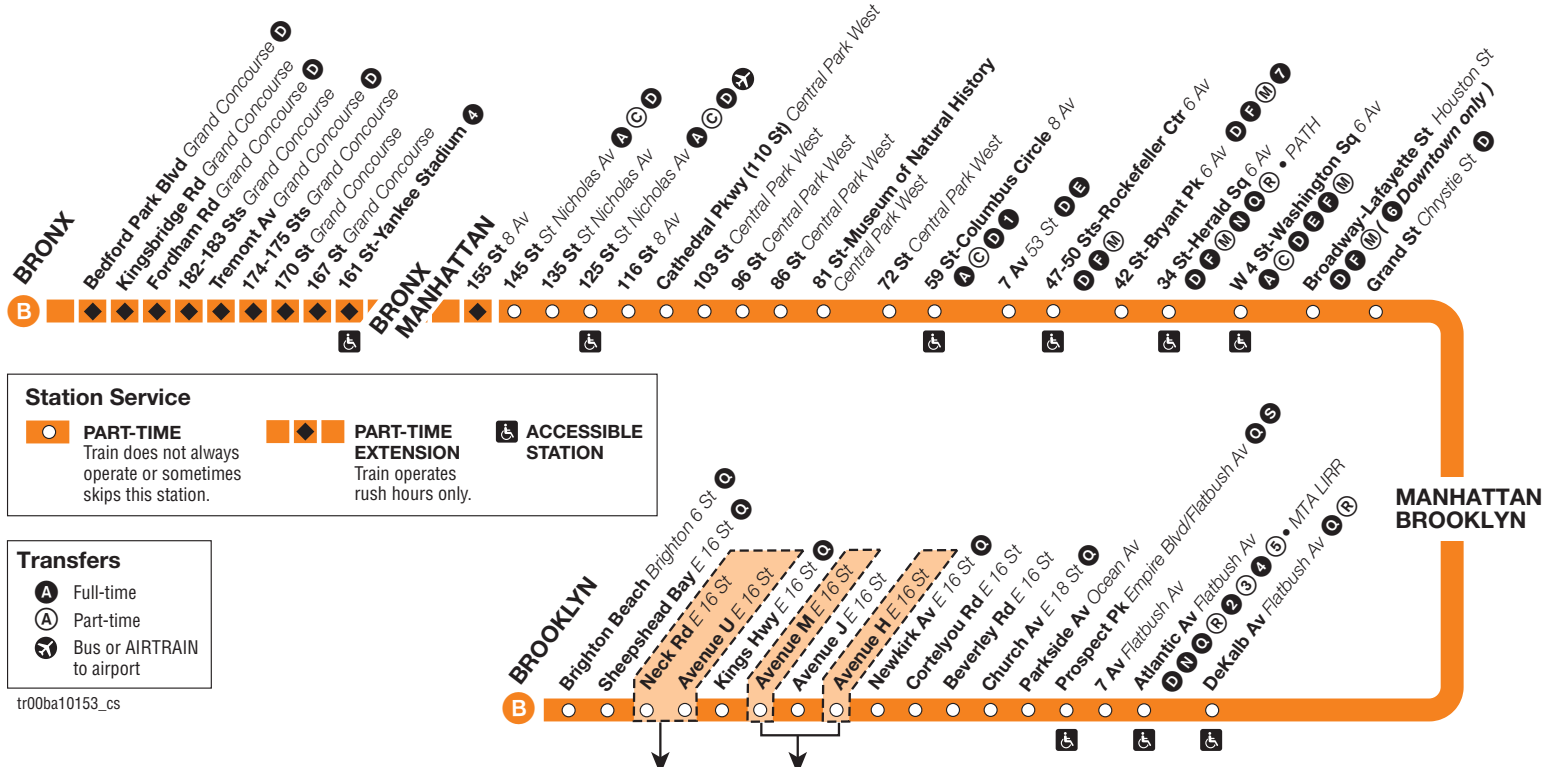 BRONX
B
Bedford Park Blvd Grand Concourse D
Kingsbridge Rd Grand Concourse
Fordham Rd Grand Concourse D
182-183 Sts Grand Concourse
Tremont Av Grand Concourse D
174-175 Sts Grand Concourse
170 St Grand Concourse
167 St Grand Concourse
161 St-Yankee Stadium 4
BRONX
MANHATTAN
155 St 8 Av
145 St St Nicholas Av A C D
135 St St Nicholas Av
125 St St Nicholas Av A C D
116 St 8 Av
Cathedral Pkwy (110 St) Central Park West
103 St Central Park West
96 St Central Park West
86 St Central Park West
81 St-Museum of Natural History
Central Park West
72 St Central Park West
59 St-Columbus Circle 8 Av
A C D 1
7 Av 53 St D E
47-50 Sts-Rockefeller Ctr 6 Av
D F M
42 St-Bryant Pk 6 Av D F M 7
34 St-Herald Sq 6 Av
D F M N Q R • PATH
W 4 St-Washington Sq 6 Av
A C D E F M
Broadway-Lafayette St Houston St
D F M ( 6 Downtown only )
Grand St Chrystie St D
Station Service
PART-TIME
Train does not always
operate or sometimes
skips this station.
PART-TIME
EXTENSION
Train operates
rush hours only.
ACCESSIBLE
STATION
MANHATTAN
BROOKLYN
Transfers
A Full-time
A Part-time
Bus or AIRTRAIN
to airport
tr00ba10153_cs
BROOKLYN
B
Brighton Beach Brighton 6 St Q
Sheepshead Bay E 16 St Q
Neck Rd E 16 St
Avenue U E 16 St
Kings Hwy E 16 St Q
Avenue M E 16 St
Avenue J E 16 St
Avenue H E 16 St
Newkirk Av E 16 St Q
Cortelyou Rd E 16 St
Beverley Rd E 16 St
Church Av E 18 St Q
Parkside Av Ocean Av
Prospect Pk Empire Blvd/Flatbush Av Q S
7 Av Flatbush Av
Atlantic Av Flatbush Av
D N Q R 2 3 4 5 • MTA LIRR
DeKalb Av Flatbush Av Q R